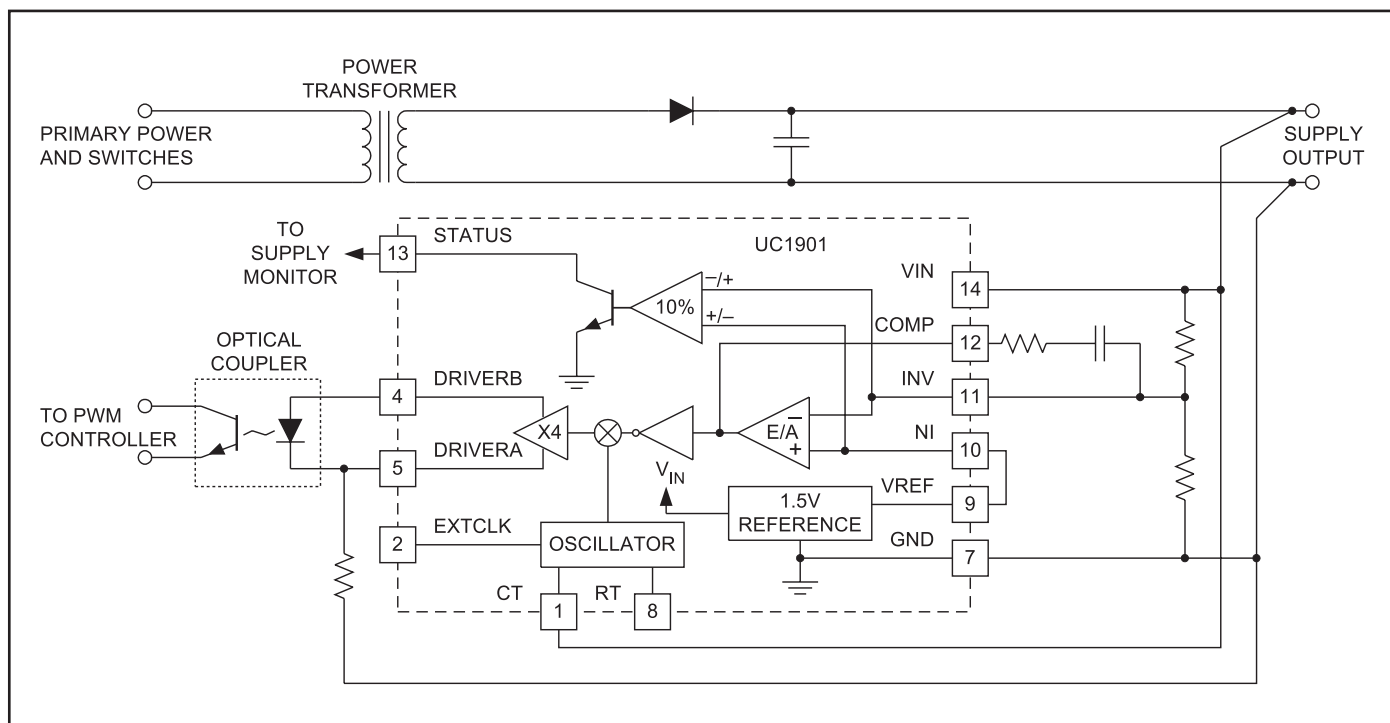 POWER
TRANSFORMER
PRIMARY POWER
AND SWITCHES
SUPPLY
OUTPUT
TO
SUPPLY
MONITOR
13
STATUS
UC1901
VIN
14
10%
–/+
+/–
COMP
12
OPTICAL
COUPLER
TO PWM
CONTROLLER
4
DRIVERB
5
DRIVERA
X4
E/A
–
+
INV
11
NI
10
VIN
1.5V
REFERENCE
VREF
9
GND
7
2
EXTCLK
OSCILLATOR
CT
1
RT
8